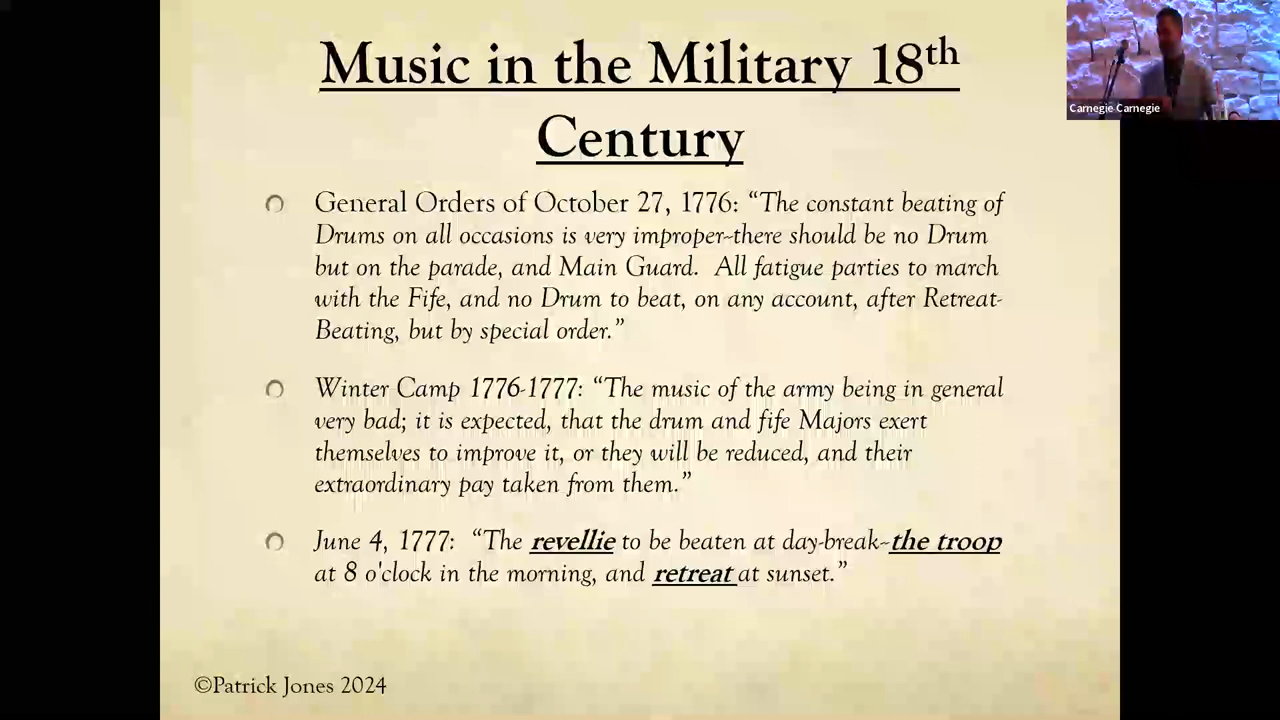 Music in the Military 18th
Century
General Orders of October 27, 1776: “The constant beating of
Drums on all occasions is very improper--there should be no Drum
but on the parade, and Main Guard. All fatigue parties to march
with the Fife, and no Drum to beat, on any account, after Retreat-
Beating, but by special order.”
Winter Camp 1776-1777: “The music of the army being in general
very bad; it is expected, that the drum and fife Majors exert
themselves to improve it, or they will be reduced, and their
extraordinary pay taken from them.”
June 4, 1777: “The revellie to be beaten at day-break--the troop
at 8 o'clock in the morning, and retreat at sunset.”
©Patrick Jones 2024
Carnegie Carnegie